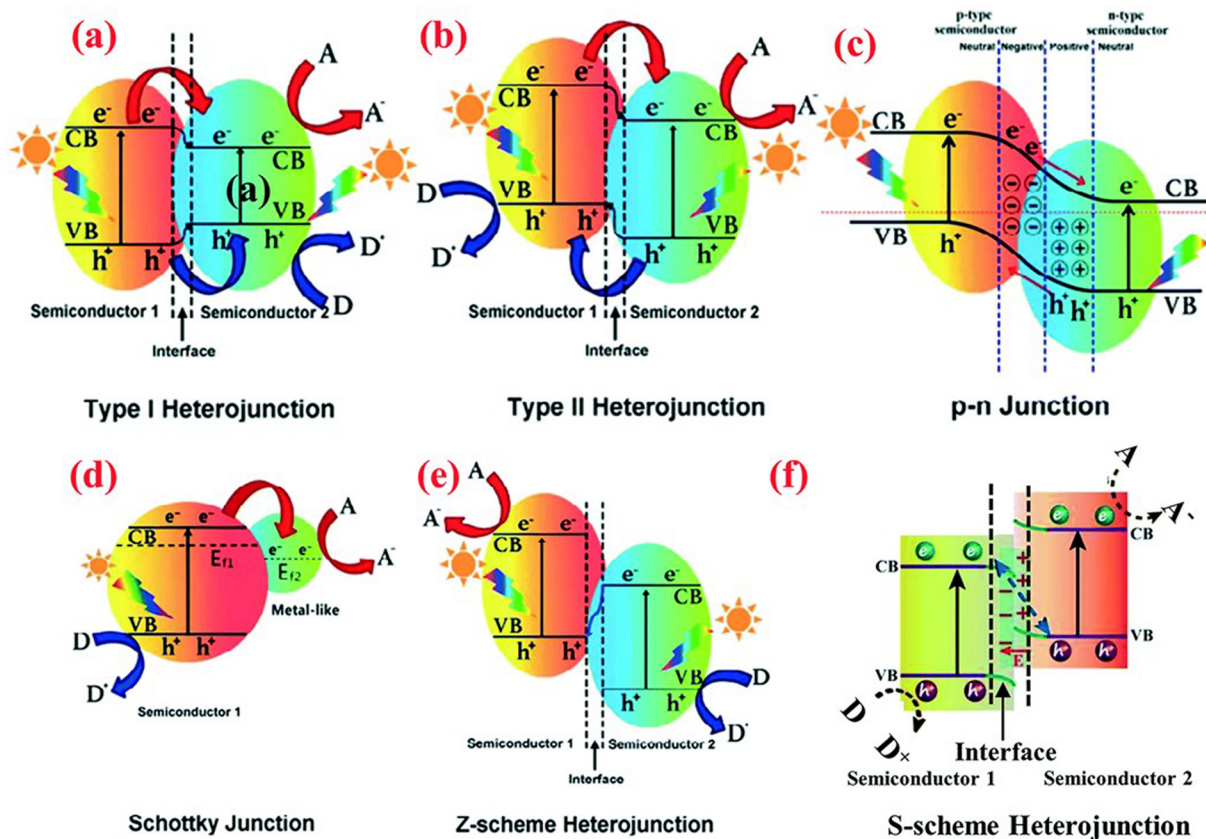 (a)
e⁻ e⁻
CB
A
A⁻
e⁻ e⁻
CB
(a)
VB
h⁺ h⁺
VB
h⁺ h⁺
D⁺
D
Semiconductor 1
Semiconductor 2
Interface
Type I Heterojunction
(b)
e⁻ e⁻
CB
A
A⁻
e⁻ e⁻
CB
D
D⁺
VB
h⁺ h⁺
VB
h⁺ h⁺
Semiconductor 1
Semiconductor 2
Interface
Type II Heterojunction
p-type
semiconductor
n-type
semiconductor
(c)
Neutral Negative Positive Neutral
CB
e⁻
e⁻ e⁻
− −
− −
− −
e⁻
CB
VB
h⁺
+ +
+ +
+ +
h⁺ h⁺
h⁺
VB
p-n Junction
(d)
e⁻ e⁻
CB
Ef1
A
A⁻
e⁻ e⁻
Ef2
Metal-like
D
D⁺
VB
h⁺ h⁺
Semiconductor 1
Schottky Junction
(e)
A
A⁻
e⁻ e⁻
CB
VB
h⁺ h⁺
e⁻ e⁻
CB
VB
h⁺ h⁺
D
D⁺
Semiconductor 1
Semiconductor 2
Interface
Z-scheme Heterojunction
(f)
A
A-
e⁻ e⁻
CB
e⁻ e⁻
CB
+
+
+
+
−
−
−
−
E
VB
h⁺ h⁺
VB
h⁺ h⁺
D
D×
Interface
Semiconductor 1
Semiconductor 2
S-scheme Heterojunction